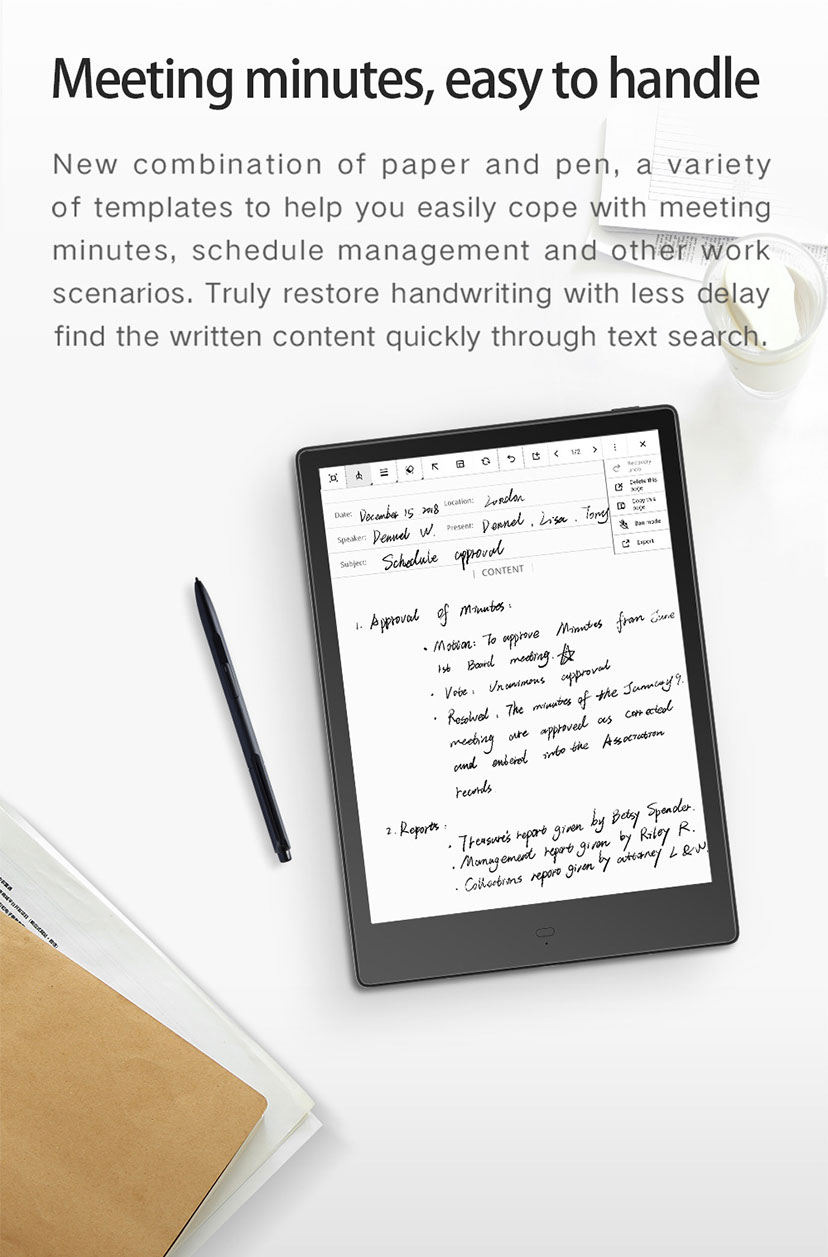 Meeting minutes, easy to handle
New combination of paper and pen, a variety
of templates to help you easily cope with meeting
minutes, schedule management and other work
scenarios. Truly restore handwriting with less delay
find the written content quickly through text search.
1/2
Recovery
Delete this
page
Copy this
page
Ban mode
Export
Date: December 15 2018 Location: London
Speaker: Dennel W. Present: Dennel, Lisa, Tony
Subject: Schedule approval
CONTENT
1. Approval of Minutes:
· Motion: To approve Minutes from June
1st Board meeting.
· Vote: Unanimous approval
· Resolved, The minutes of the January 9.
meeting are approved as corrected
and entered into the Association
records
2. Reports:
· Treasure's report given by Betsy Spender.
· Management report given by Riley R.
· Collections report given by attorney L & W.